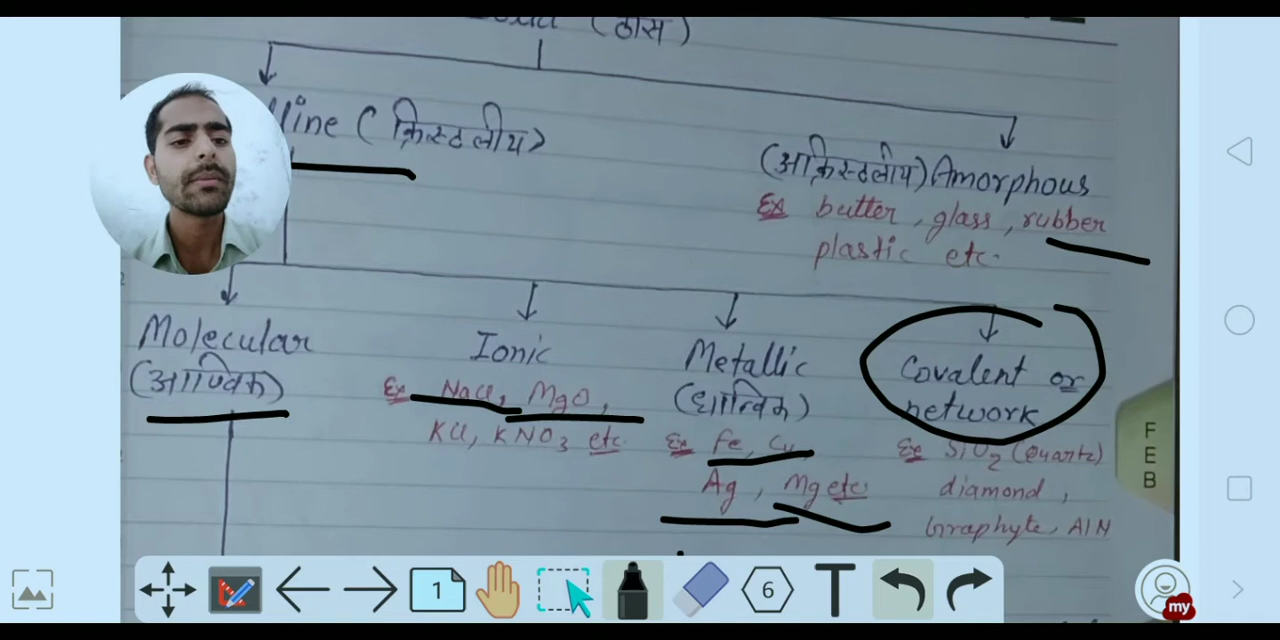 (ठोस)
lline (क्रिस्टलीय)
(आक्रिस्टलीय) Amorphous
Ex butter, glass, rubber
plastic etc.
Molecular
(आण्विक)
Ionic
Ex NaCl, MgO,
KCl, KNO3 etc.
Metallic
(धात्विक)
Ex Fe, Cu,
Ag, Mg etc
Covalent or
network
Ex SiO2 (Quartz)
diamond,
Graphyte, AlN
FEB
1
6
T
my